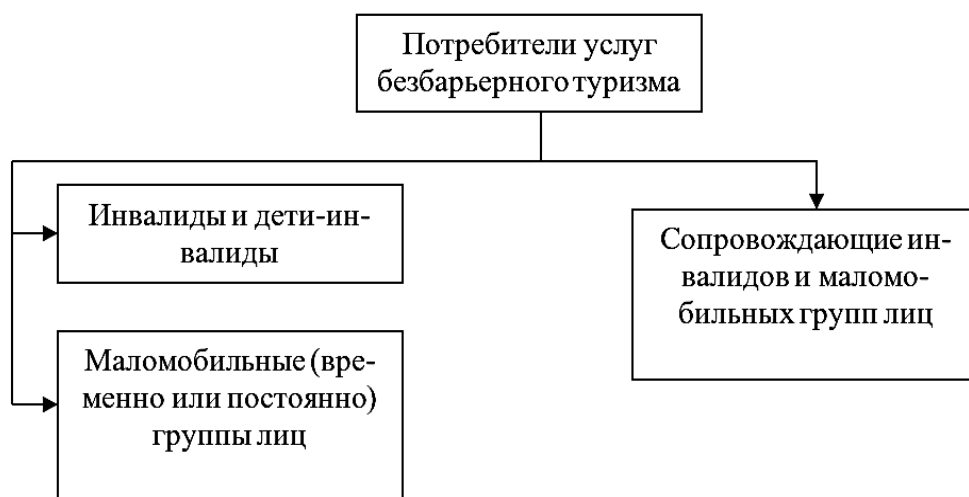 Потребители услуг
безбарьерного туризма
Инвалиды и дети-ин-
валиды
Сопровождающие ин-
валидов и маломо-
бильных групп лиц
Маломобильные (вре-
менно или постоянно)
группы лиц